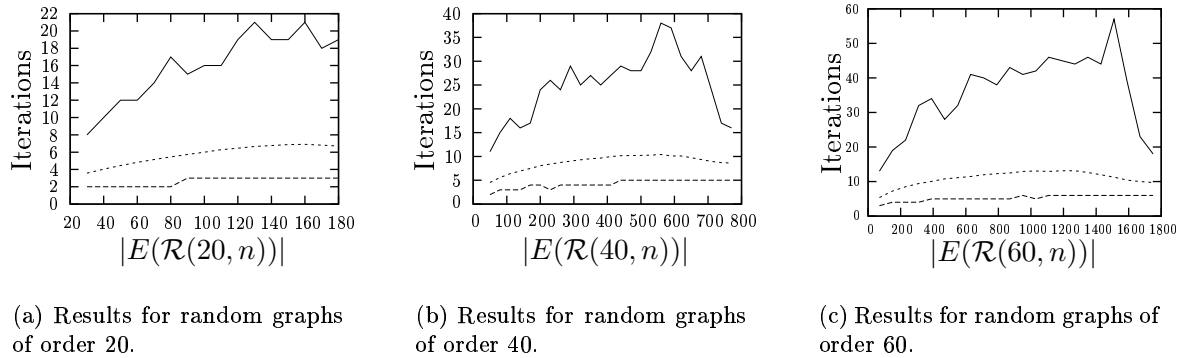 22
20
18
16
14
12
10
8
6
4
2
0
Iterations
20 40 60 80 100 120 140 160 180
|E(R(20, n))|
(a) Results for random graphs
of order 20.
40
35
30
25
20
15
10
5
0
Iterations
0 100 200 300 400 500 600 700 800
|E(R(40, n))|
(b) Results for random graphs
of order 40.
60
50
40
30
20
10
0
Iterations
0 200 400 600 800 1000 1200 1400 1600 1800
|E(R(60, n))|
(c) Results for random graphs of
order 60.